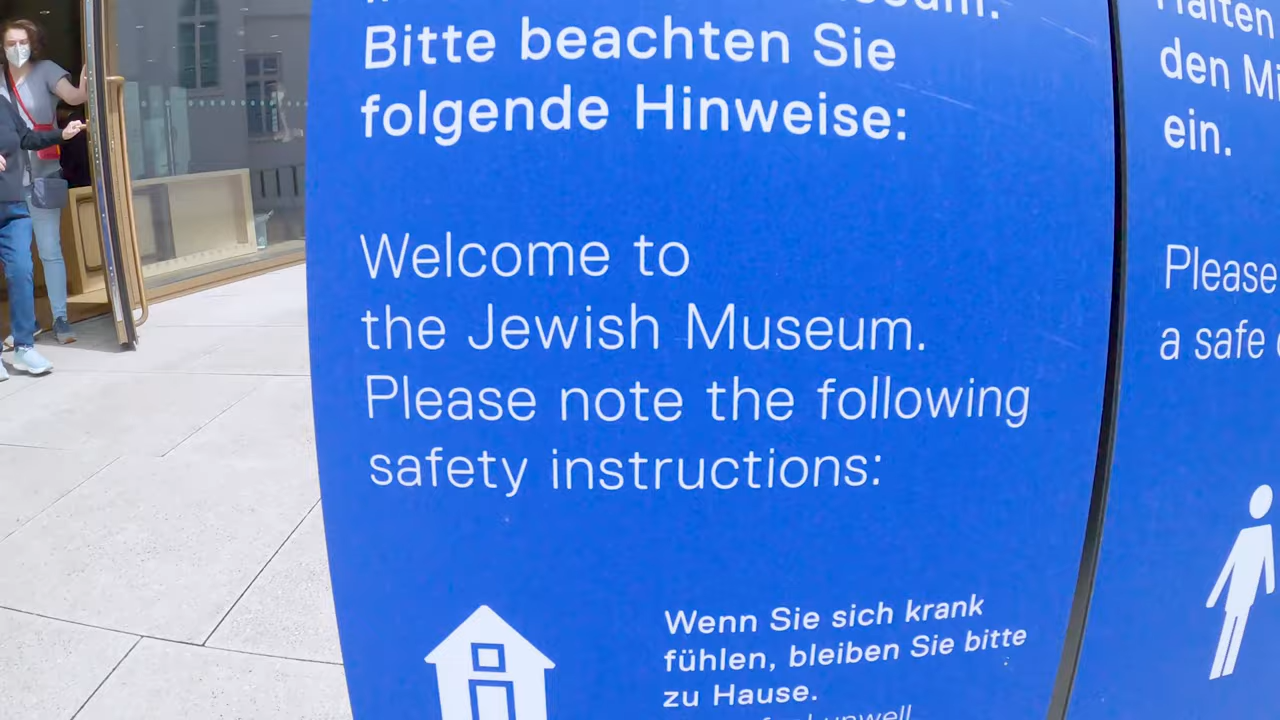 Bitte beachten Sie
folgende Hinweise:
Welcome to
the Jewish Museum.
Please note the following
safety instructions:
Wenn Sie sich krank
fühlen, bleiben Sie bitte
zu Hause.
unwell
Halten
den
ein.
Please
a safe